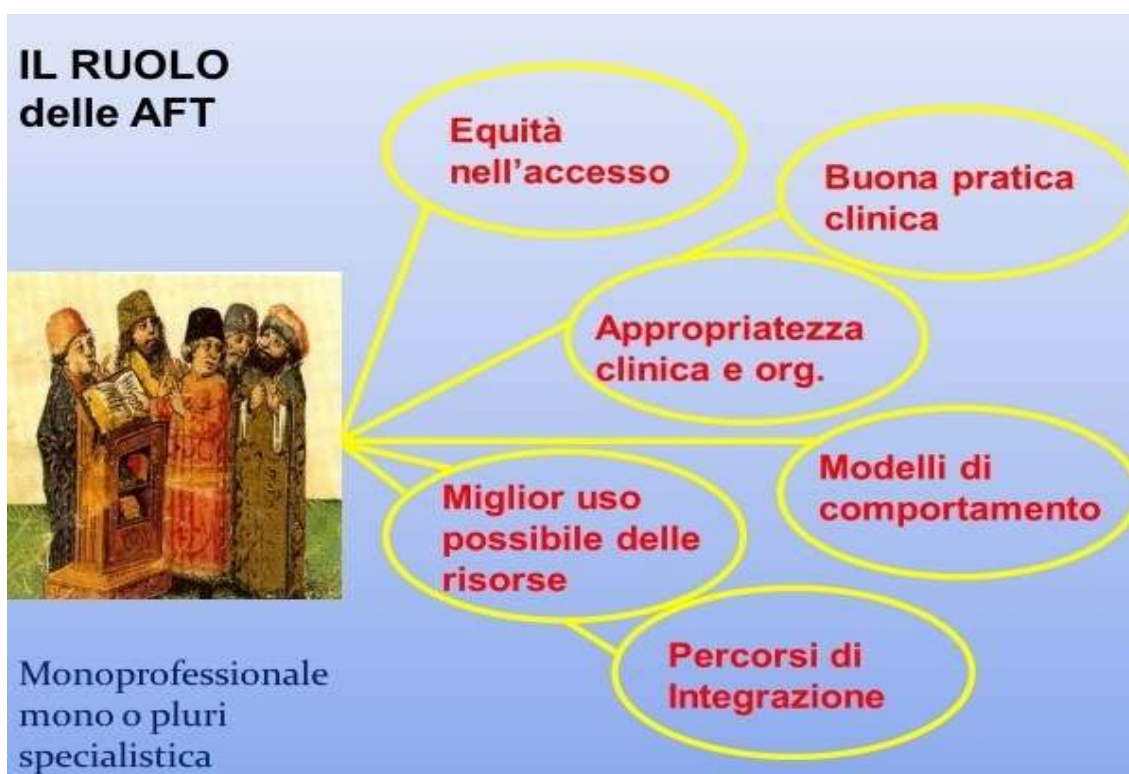 IL RUOLO
delle AFT
Equità
nell'accesso
Buona pratica
clinica
Appropriatezza
clinica e org.
Modelli di
comportamento
Miglior uso
possibile delle
risorse
Percorsi di
Integrazione
Monoprofessionale
mono o pluri
specialistica